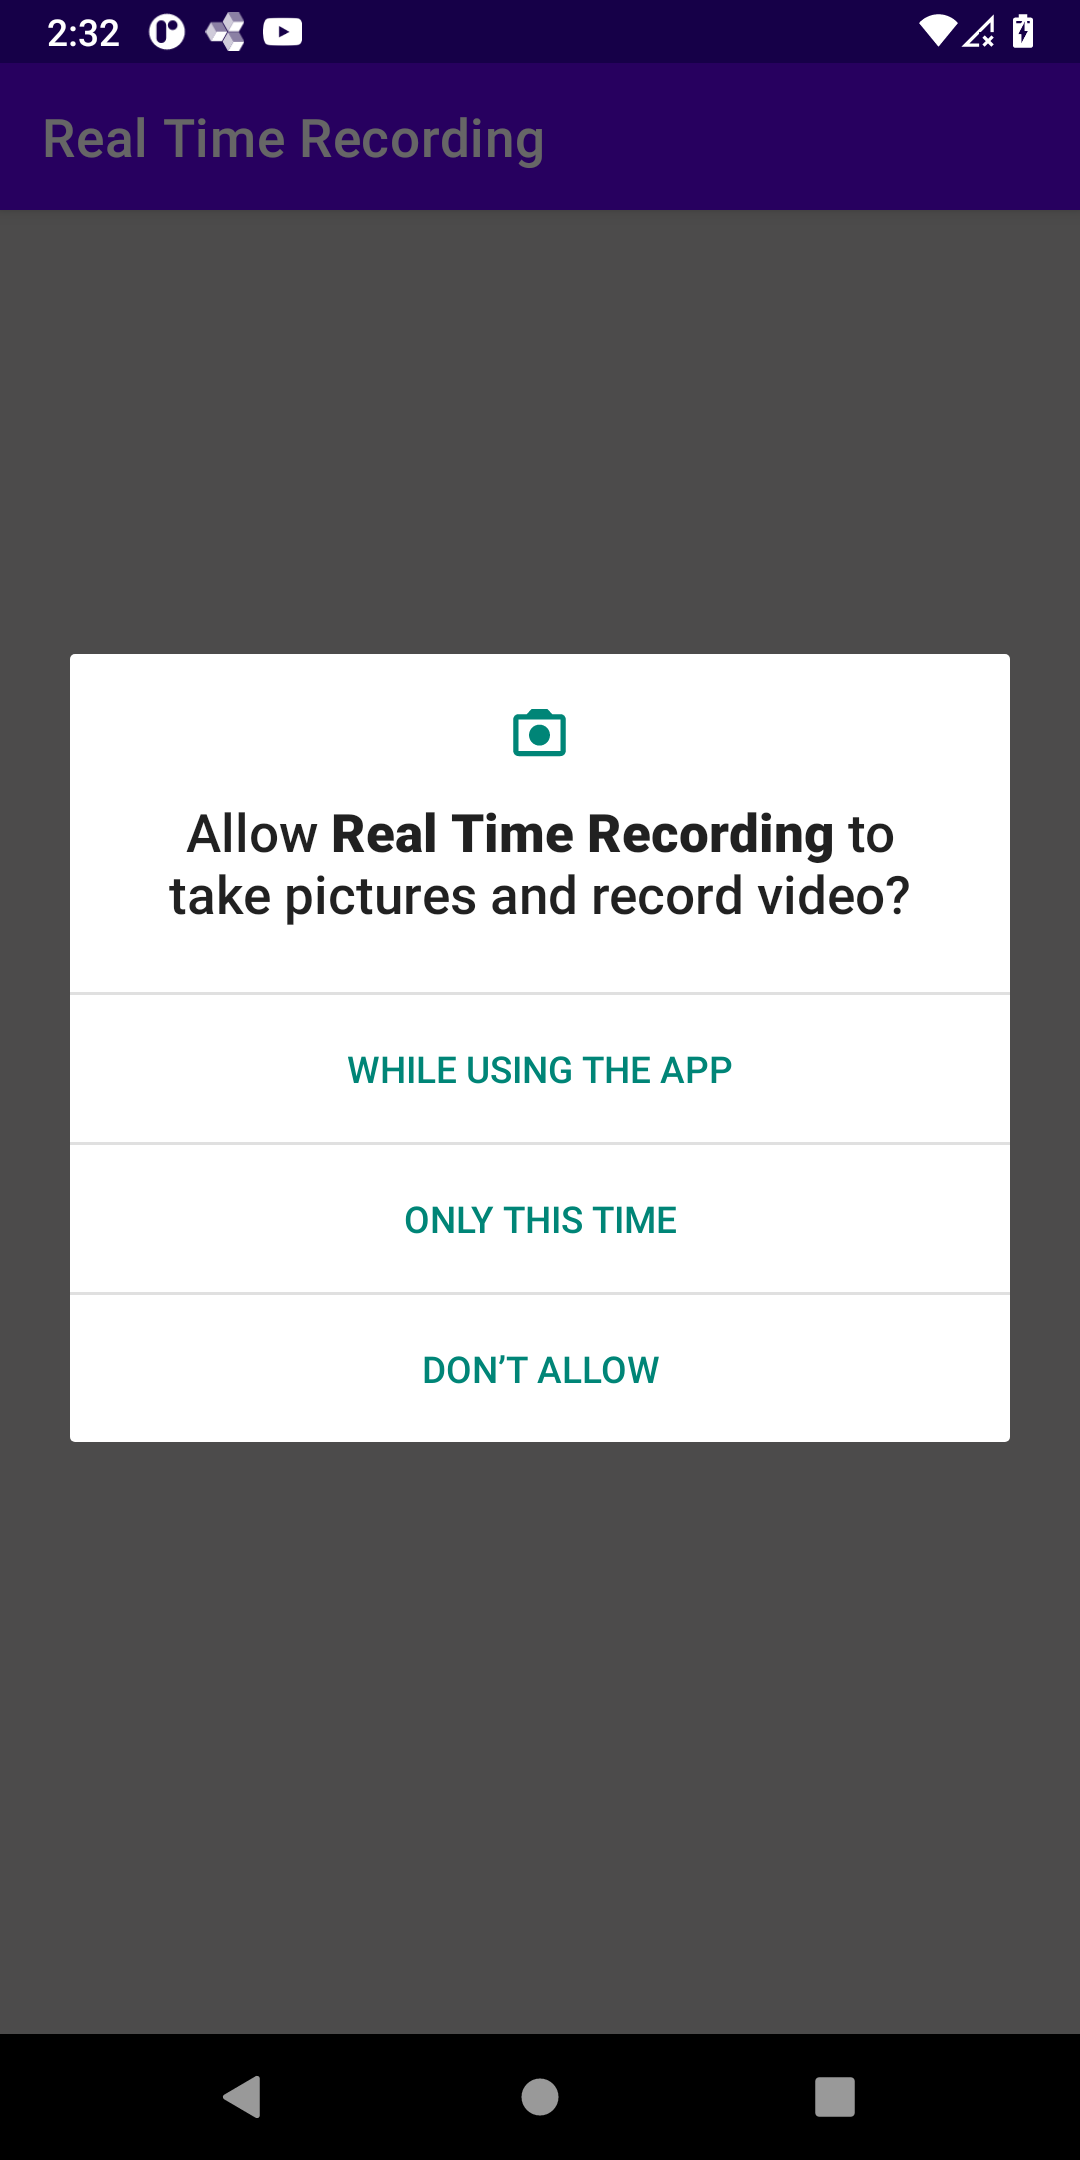 2:32
Real Time Recording
Allow Real Time Recording to
take pictures and record video?
WHILE USING THE APP
ONLY THIS TIME
DON’T ALLOW